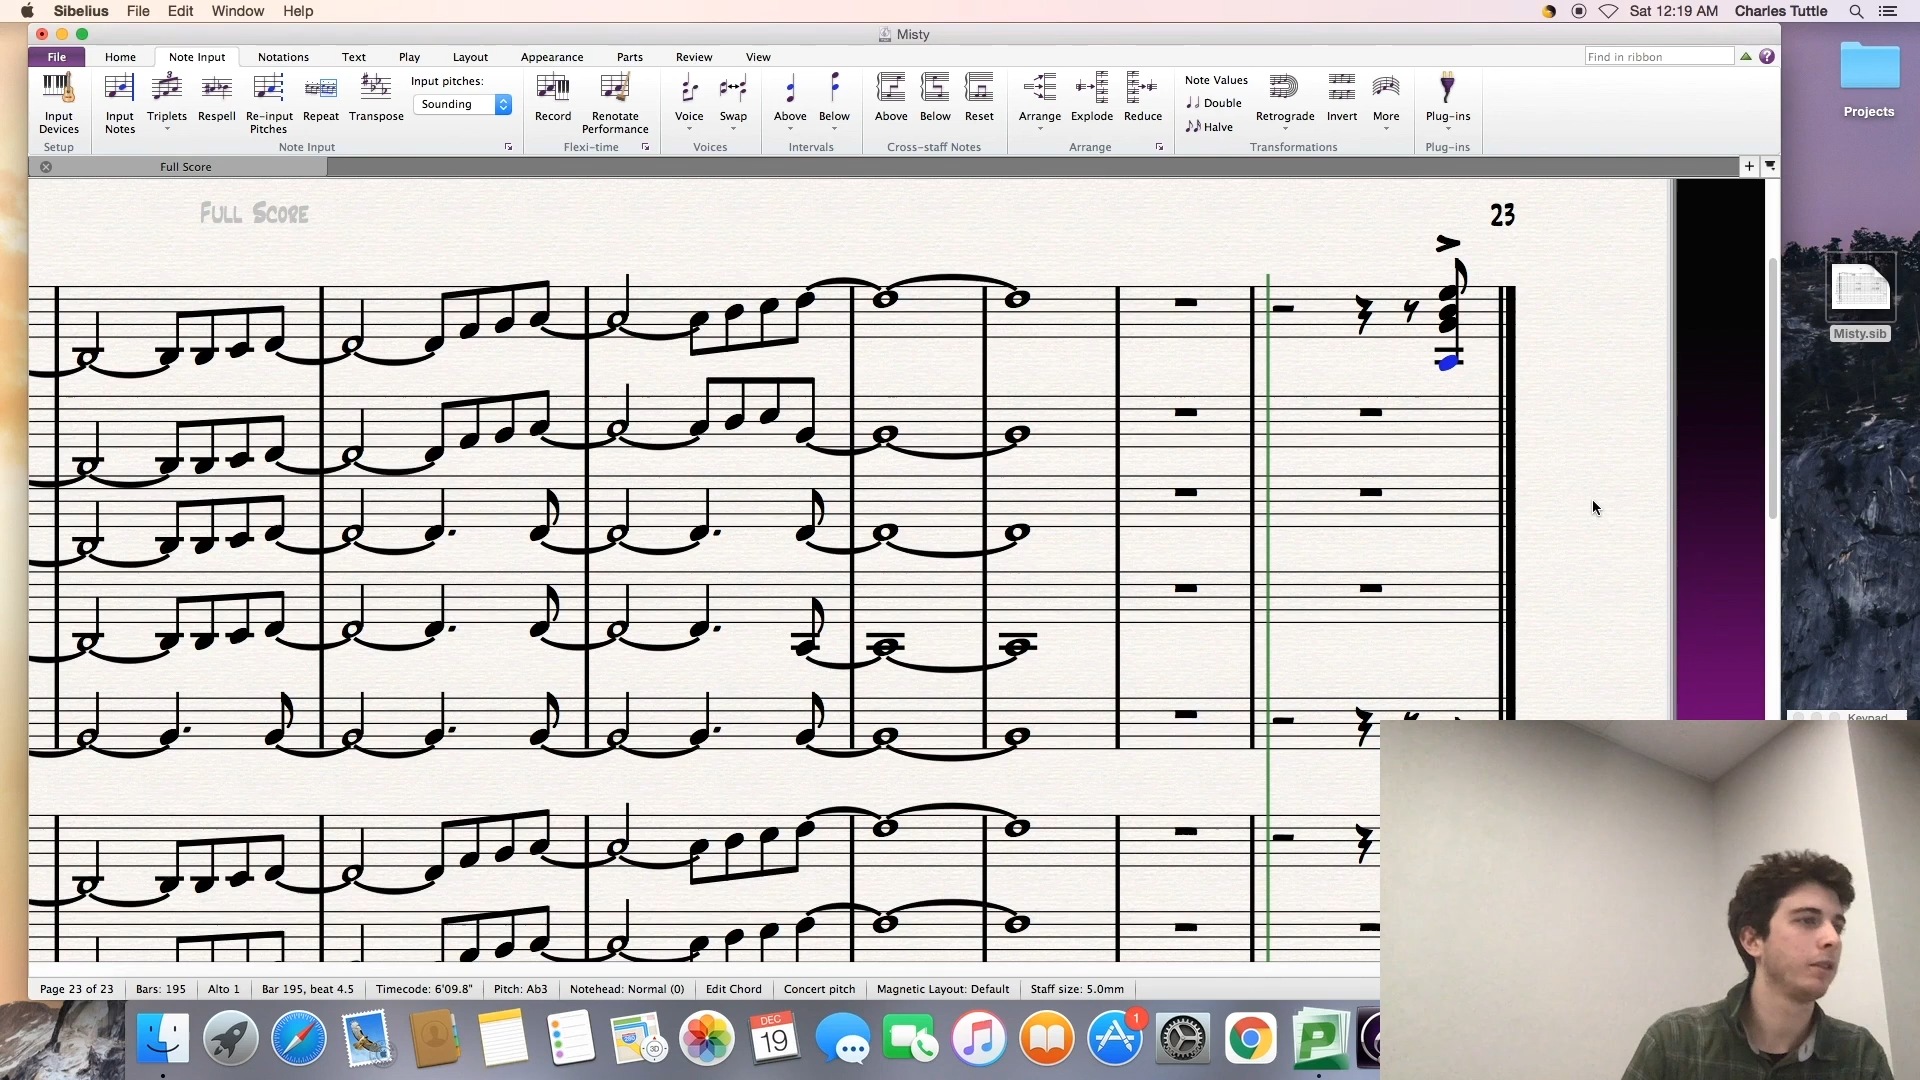 Sibelius File Edit Window Help Sat 12:19 AM Charles Tuttle
Misty
File Home Note Input Notations Text Play Layout Appearance Parts Review View Find in ribbon
Input pitches:
Sounding
Input Devices
Input Notes
Triplets
Respell
Re-input Pitches
Repeat
Transpose
Record
Renotate Performance
Voice
Swap
Above
Below
Above
Below
Reset
Arrange
Explode
Reduce
Note Values
Double
Halve
Retrograde
Invert
More
Plug-ins
Setup Note Input Flexi-time Voices Intervals Cross-staff Notes Arrange Transformations Plug-ins
Full Score
Full Score
23
Projects
Misty.sib
Keypad
Page 23 of 23 Bars: 195 Alto 1 Bar 195, beat 4.5 Timecode: 6'09.8" Pitch: Ab3 Notehead: Normal (0) Edit Chord Concert pitch Magnetic Layout: Default Staff size: 5.0mm
DEC
19
1